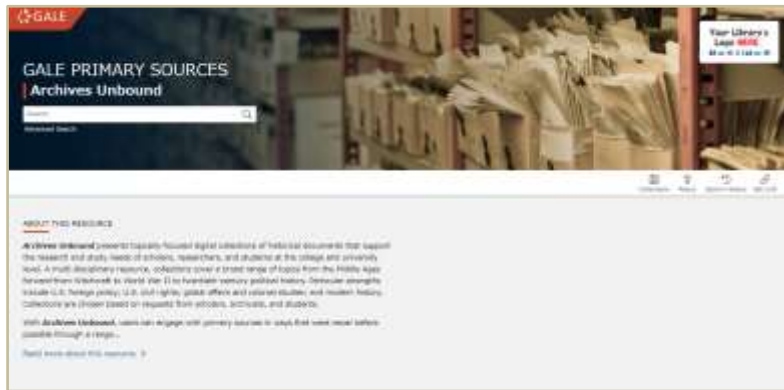 GALE
Your Library's
Logo HERE
GALE PRIMARY SOURCES
Archives Unbound
Search
Advanced Search
ABOUT THIS RESOURCE
Archives Unbound presents topically-focused digital collections of historical documents that support
the research and study needs of scholars, researchers, and students at the college and university
level. A multi disciplinary resource, collections cover a broad range of topics from the Middle Ages
forward-from Witchcraft to World War II to twentieth-century political history. Particular strengths
include U.S. foreign policy; U.S. civil rights; global affairs and colonial studies; and modern history.
Collections are chosen based on requests from scholars, archivists, and students.
With Archives Unbound, users can engage with primary sources in ways that were never before
possible through a range...
Read more about this resource